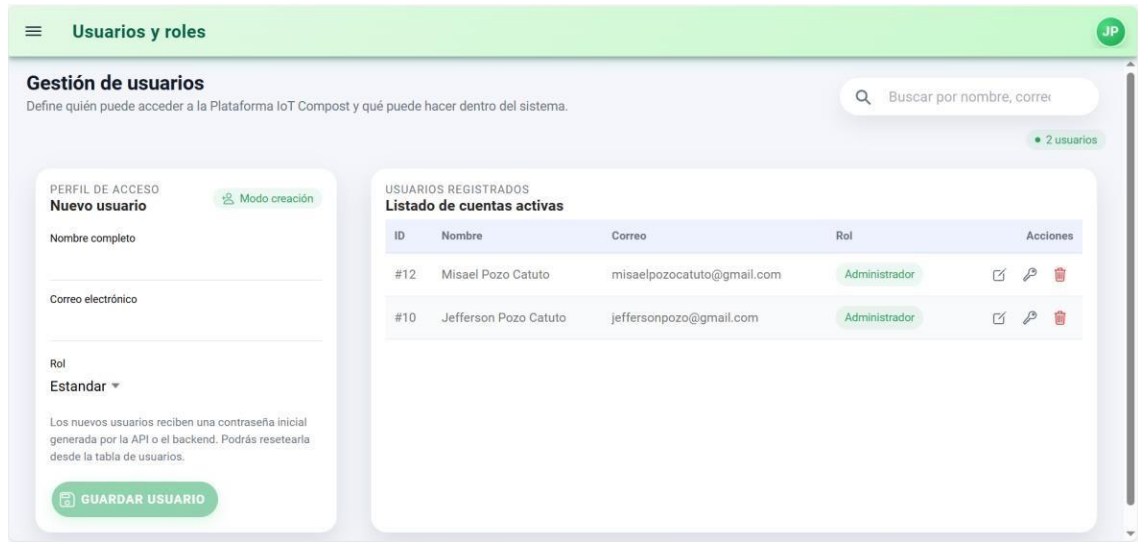 Usuarios y roles
JP
Gestión de usuarios
Define quién puede acceder a la Plataforma IoT Compost y qué puede hacer dentro del sistema.
Buscar por nombre, correo
2 usuarios
PERFIL DE ACCESO
Nuevo usuario
Modo creación
Nombre completo
Correo electrónico
Rol
Estandar
Los nuevos usuarios reciben una contraseña inicial
generada por la API o el backend. Podrás resetearla
desde la tabla de usuarios.
GUARDAR USUARIO
USUARIOS REGISTRADOS
Listado de cuentas activas
ID Nombre Correo Rol Acciones
#12 Misael Pozo Catuto misaelpozocatuto@gmail.com Administrador
#10 Jefferson Pozo Catuto jeffersonpozo@gmail.com Administrador